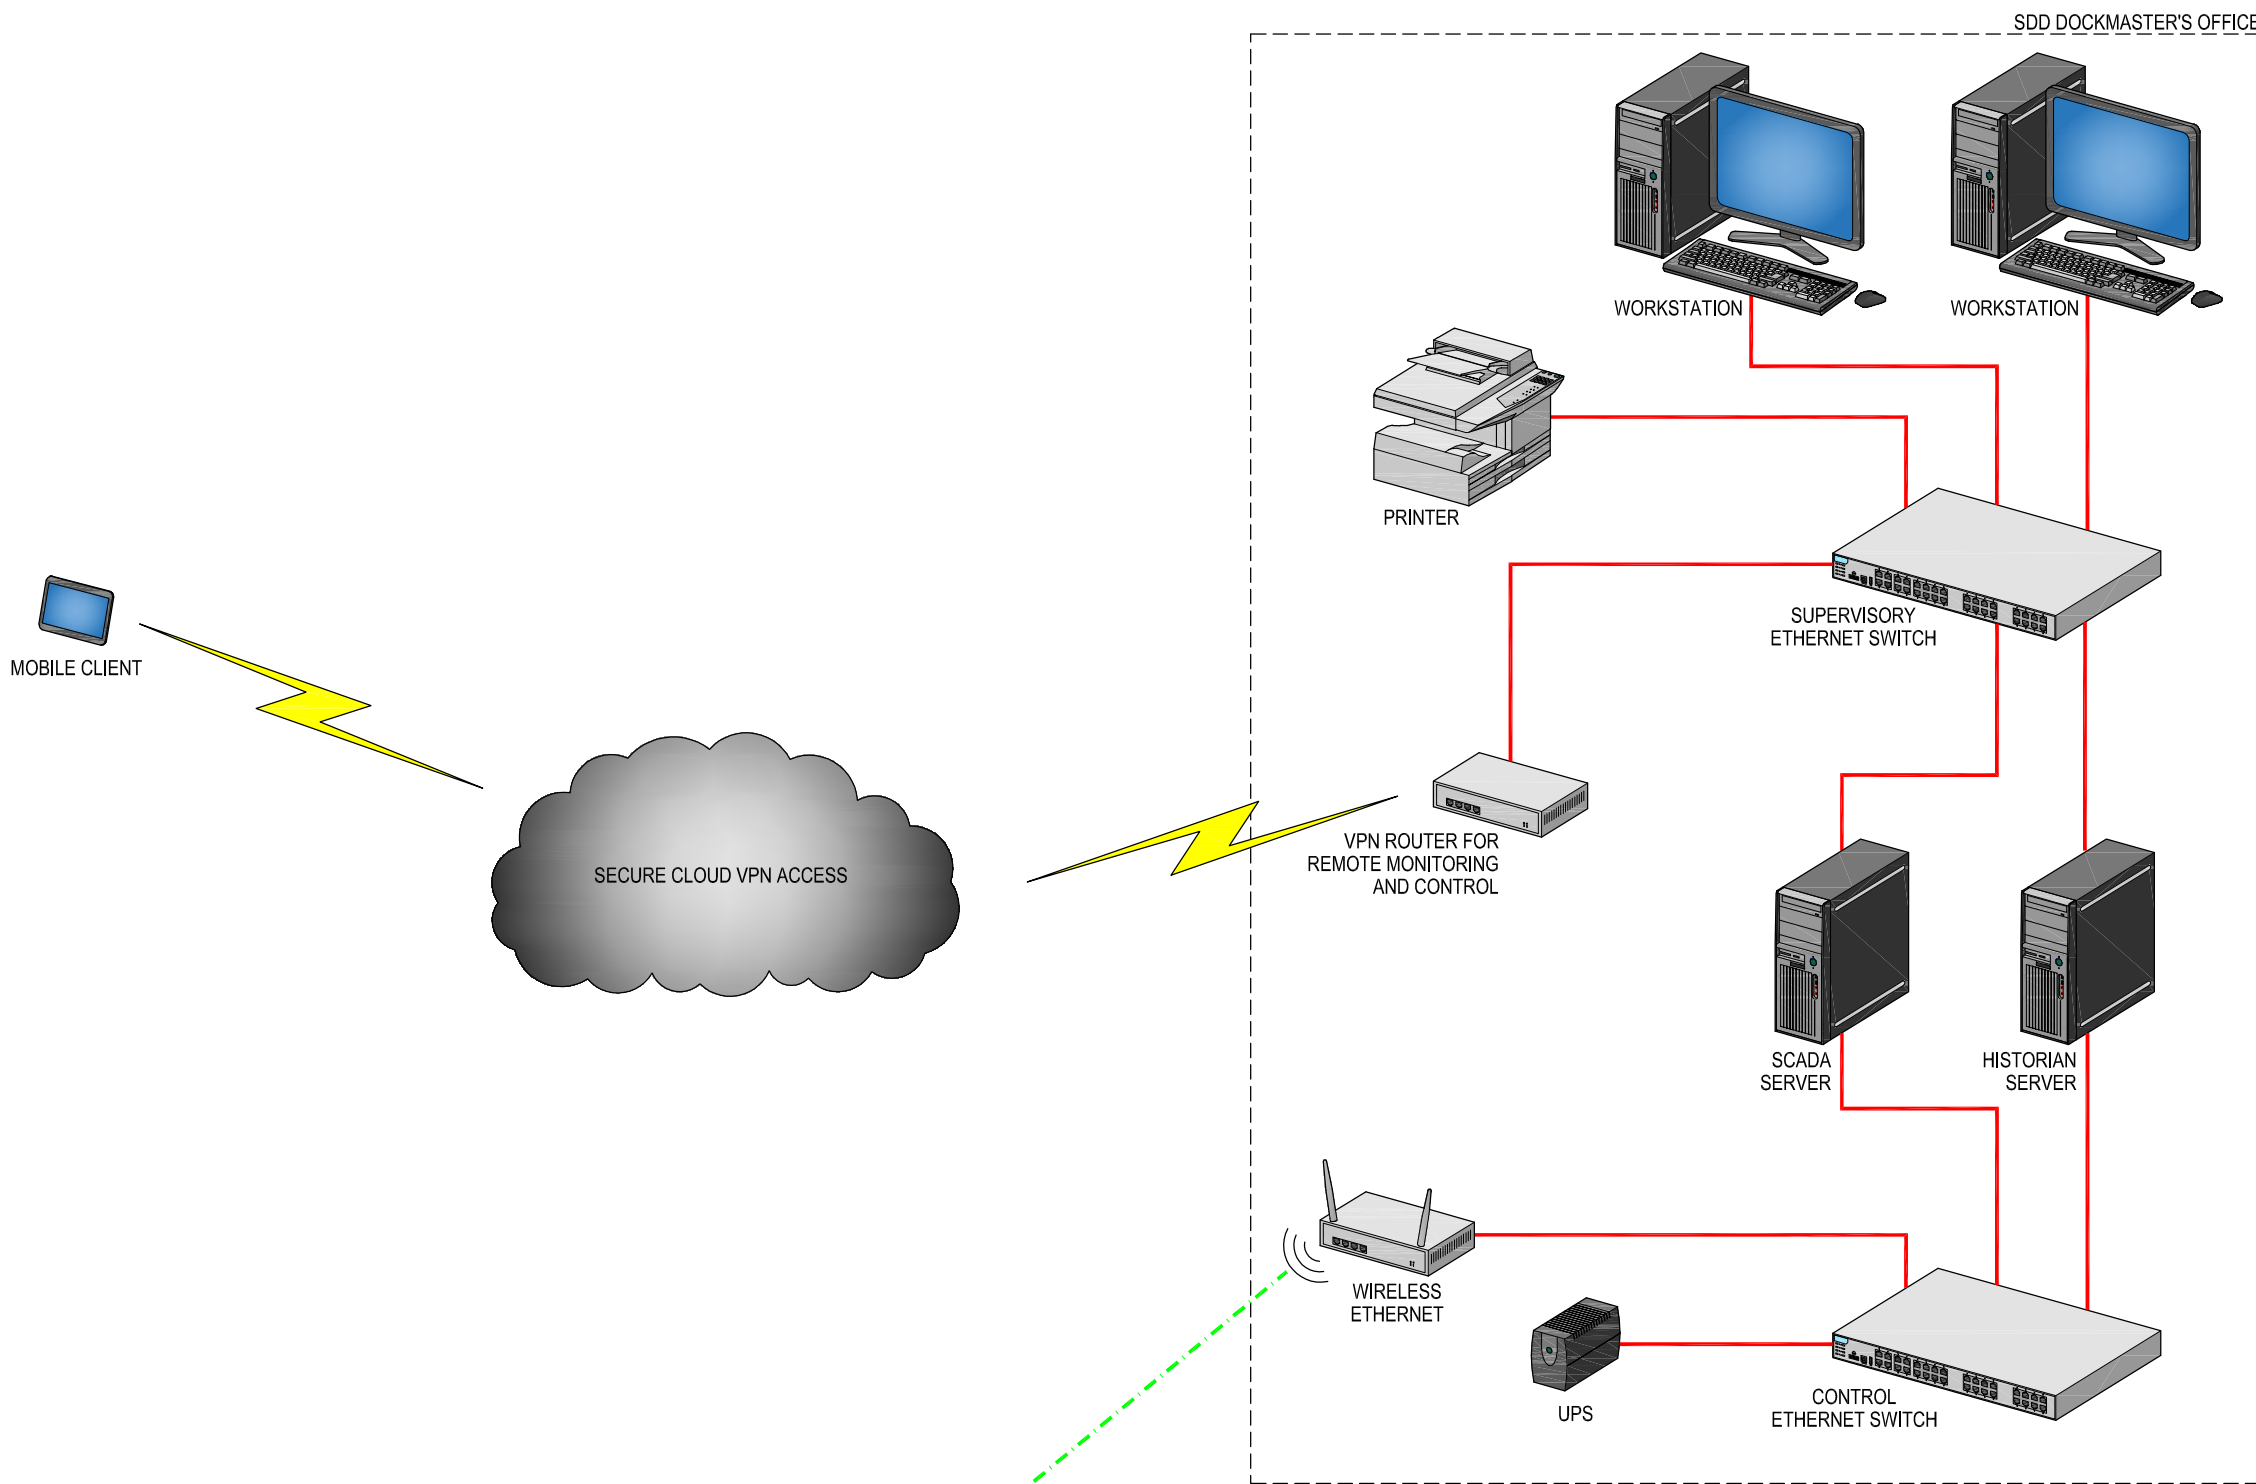 SDD DOCKMASTER'S OFFICE
WORKSTATION
WORKSTATION
PRINTER
SUPERVISORY
ETHERNET SWITCH
MOBILE CLIENT
VPN ROUTER FOR
REMOTE MONITORING
AND CONTROL
SECURE CLOUD VPN ACCESS
SCADA
SERVER
HISTORIAN
SERVER
WIRELESS
ETHERNET
UPS
CONTROL
ETHERNET SWITCH